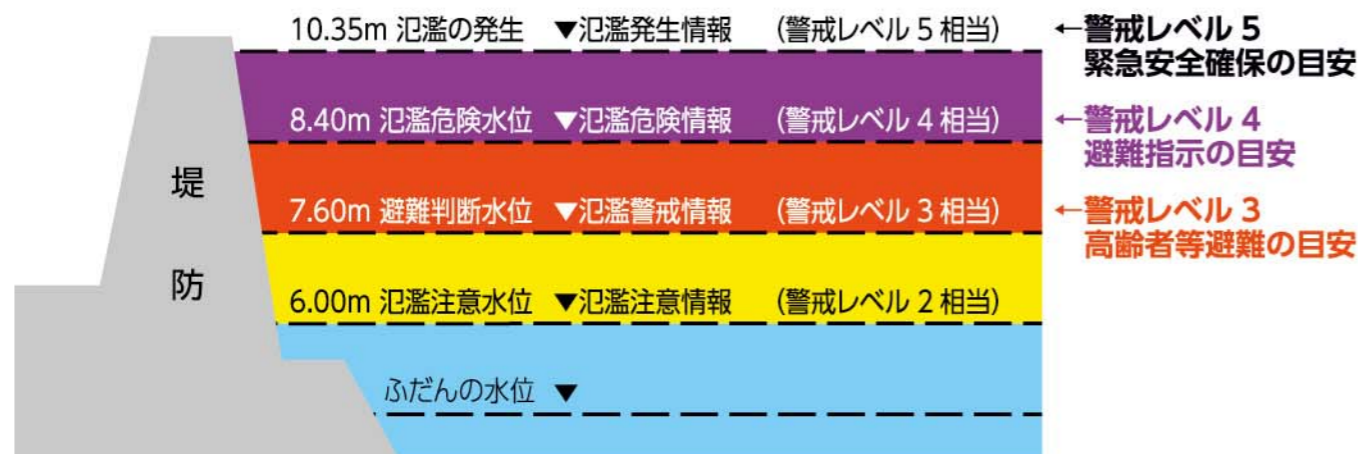 10.35m 氾濫の発生 ▼氾濫発生情報 (警戒レベル 5 相当) ←警戒レベル 5
緊急安全確保の目安
8.40m 氾濫危険水位 ▼氾濫危険情報 (警戒レベル 4 相当) ←警戒レベル 4
避難指示の目安
堤防
7.60m 避難判断水位 ▼氾濫警戒情報 (警戒レベル 3 相当) ←警戒レベル 3
高齢者等避難の目安
6.00m 氾濫注意水位 ▼氾濫注意情報 (警戒レベル 2 相当)
ふだんの水位 ▼